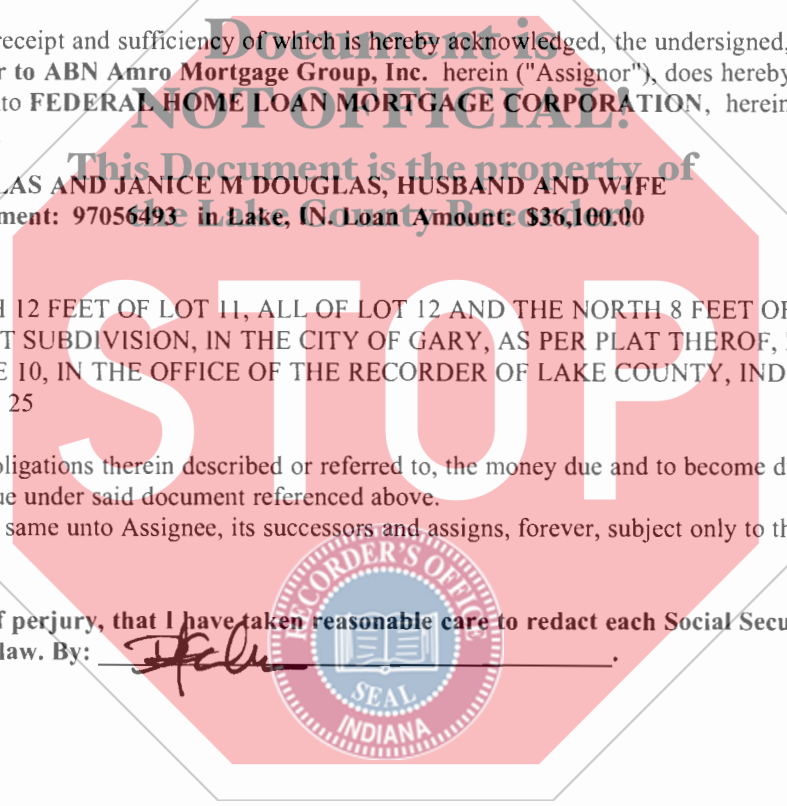 Document is
receipt and sufficiency of which is hereby acknowledged, the undersigned,
r to ABN Amro Mortgage Group, Inc. herein ("Assignor"), does hereby
to FEDERAL HOME LOAN MORTGAGE CORPORATION, herein
NOT OFFICIAL!
This Document is the property of
LAS AND JANICE M DOUGLAS, HUSBAND AND WIFE
the Lake County Recorder!
ment: 97056493 in Lake, IN. Loan Amount: $36,100.00
H 12 FEET OF LOT 11, ALL OF LOT 12 AND THE NORTH 8 FEET OF
T SUBDIVISION, IN THE CITY OF GARY, AS PER PLAT THEROF,
E 10, IN THE OFFICE OF THE RECORDER OF LAKE COUNTY, IND
25
STOP
bligations therein described or referred to, the money due and to become d
ue under said document referenced above.
same unto Assignee, its successors and assigns, forever, subject only to th
RECORDER'S OFFICE
f perjury, that I have taken reasonable care to redact each Social Secu
law. By:
SEAL
INDIANA